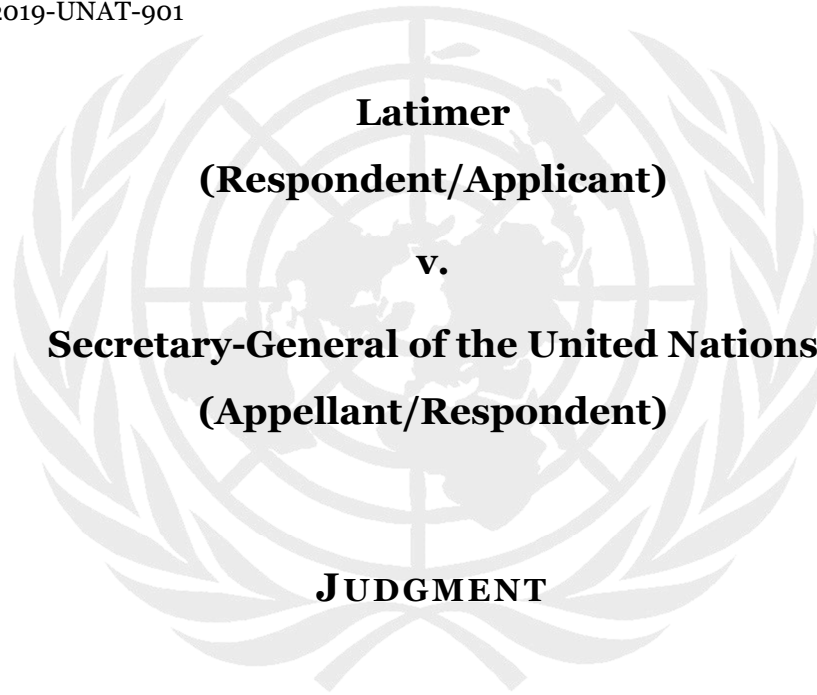 2019-UNAT-901
Latimer
(Respondent/Applicant)
v.
Secretary-General of the United Nations
(Appellant/Respondent)
JUDGMENT